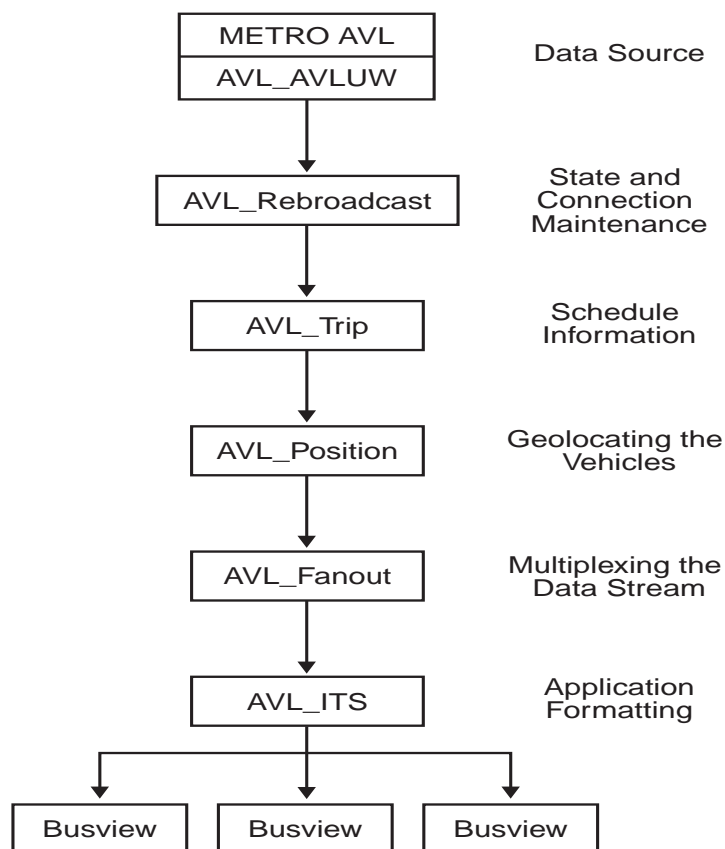 METRO AVL
Data Source
AVL_AVLUW
AVL_Rebroadcast
State and
Connection
Maintenance
AVL_Trip
Schedule
Information
AVL_Position
Geolocating the
Vehicles
AVL_Fanout
Multiplexing the
Data Stream
AVL_ITS
Application
Formatting
Busview
Busview
Busview